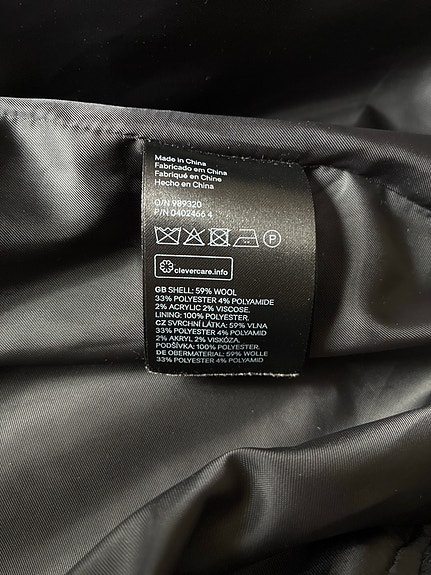 Made in China
Fabricado em China
Fabriqué en Chine
Hecho en China
O/N 989320
P/N 0402466 4
P
clevercare.info
GB SHELL: 59% WOOL
33% POLYESTER 4% POLYAMIDE
2% ACRYLIC 2% VISCOSE.
LINING: 100% POLYESTER.
CZ SVRCHNÍ LÁTKA: 59% VLNA
33% POLYESTER 4% POLYAMID
2% AKRYL 2% VISKÓZA.
PODŠÍVKA: 100% POLYESTER.
DE OBERMATERIAL: 59% WOLLE
33% POLYESTER 4% POLYAMID